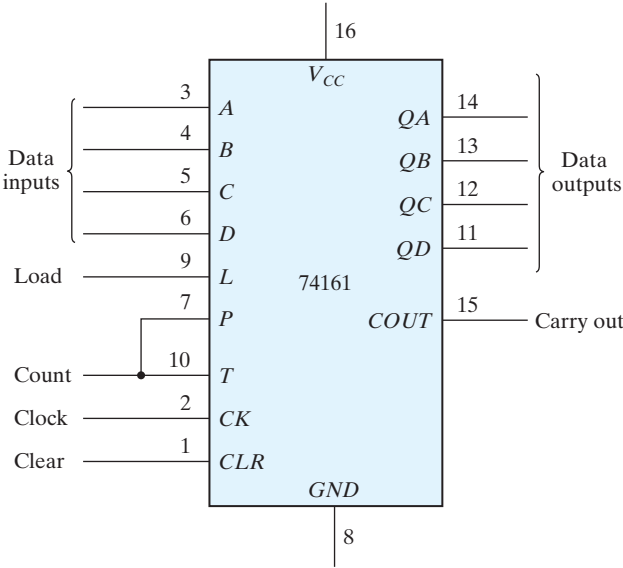 16
V_CC
3 A
4 B
5 C
6 D
Data
inputs
9
Load L
7 P
10
Count T
2
Clock CK
1
Clear CLR
74161
14
QA
13
QB
12
QC
11
QD
Data
outputs
15
COUT Carry out
GND
8